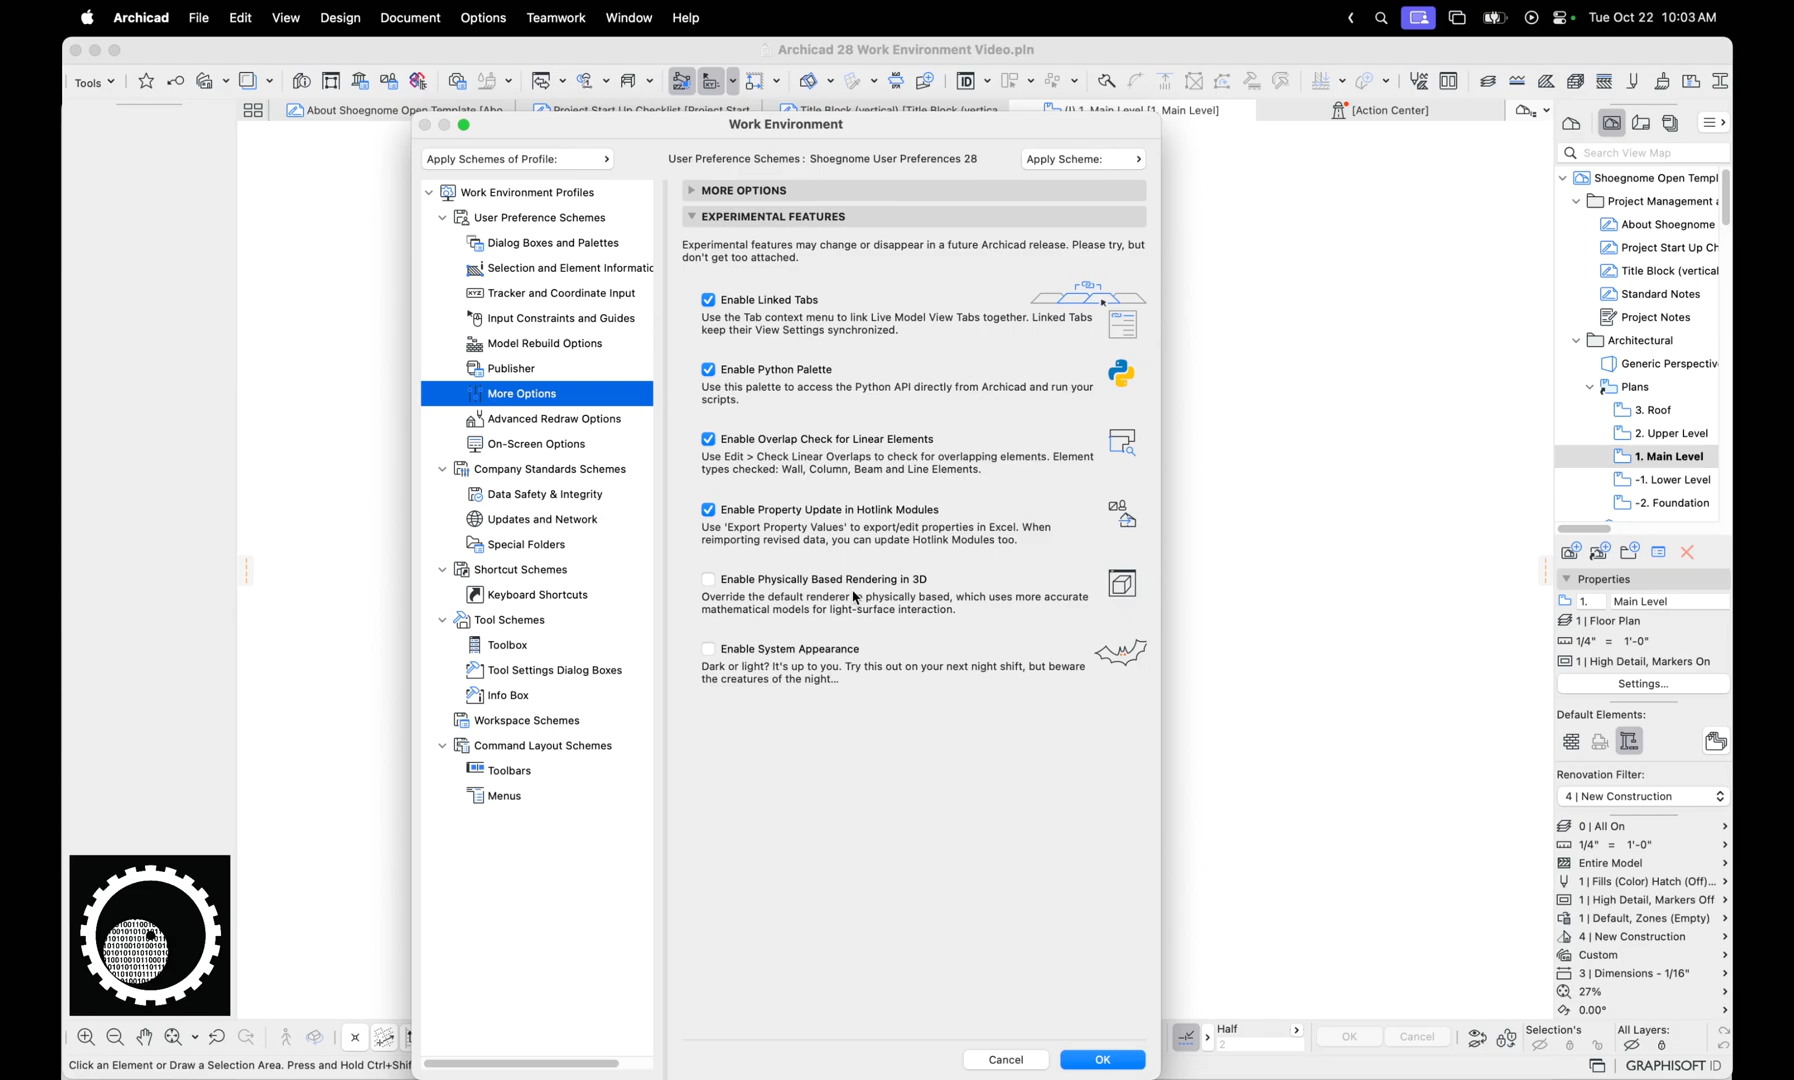 Archicad File Edit View Design Document Options Teamwork Window Help
Tue Oct 22 10:03 AM
Archicad 28 Work Environment Video.pln
Tools
About Shoegnome Open Template [Abo
Project Start Up Checklist [Project Start
Title Block (vertical) [Title Block (vertica
(!) 1. Main Level [1. Main Level]
[Action Center]
Work Environment
Apply Schemes of Profile:
User Preference Schemes : Shoegnome User Preferences 28
Apply Scheme:
Work Environment Profiles
User Preference Schemes
Dialog Boxes and Palettes
Selection and Element Informatic
Tracker and Coordinate Input
Input Constraints and Guides
Model Rebuild Options
Publisher
More Options
Advanced Redraw Options
On-Screen Options
Company Standards Schemes
Data Safety & Integrity
Updates and Network
Special Folders
Shortcut Schemes
Keyboard Shortcuts
Tool Schemes
Toolbox
Tool Settings Dialog Boxes
Info Box
Workspace Schemes
Command Layout Schemes
Toolbars
Menus
MORE OPTIONS
EXPERIMENTAL FEATURES
Experimental features may change or disappear in a future Archicad release. Please try, but
don't get too attached.
Enable Linked Tabs
Use the Tab context menu to link Live Model View Tabs together. Linked Tabs
keep their View Settings synchronized.
Enable Python Palette
Use this palette to access the Python API directly from Archicad and run your
scripts.
Enable Overlap Check for Linear Elements
Use Edit > Check Linear Overlaps to check for overlapping elements. Element
types checked: Wall, Column, Beam and Line Elements.
Enable Property Update in Hotlink Modules
Use 'Export Property Values' to export/edit properties in Excel. When
reimporting revised data, you can update Hotlink Modules too.
Enable Physically Based Rendering in 3D
Override the default renderer physically based, which uses more accurate
mathematical models for light-surface interaction.
Enable System Appearance
Dark or light? It's up to you. Try this out on your next night shift, but beware
the creatures of the night...
Cancel
OK
Search View Map
Shoegnome Open Templ
Project Management a
About Shoegnome
Project Start Up Ch
Title Block (vertical
Standard Notes
Project Notes
Architectural
Generic Perspectiv
Plans
3. Roof
2. Upper Level
1. Main Level
-1. Lower Level
-2. Foundation
Properties
1. Main Level
1 | Floor Plan
1/4" = 1'-0"
1 | High Detail, Markers On
Settings...
Default Elements:
Renovation Filter:
4 | New Construction
0 | All On
1/4" = 1'-0"
Entire Model
1 | Fills (Color) Hatch (Off)...
1 | High Detail, Markers Off
1 | Default, Zones (Empty)
4 | New Construction
Custom
3 | Dimensions - 1/16"
27%
0.00°
Half
2
OK
Cancel
Selection's
All Layers:
Click an Element or Draw a Selection Area. Press and Hold Ctrl+Shif
GRAPHISOFT ID